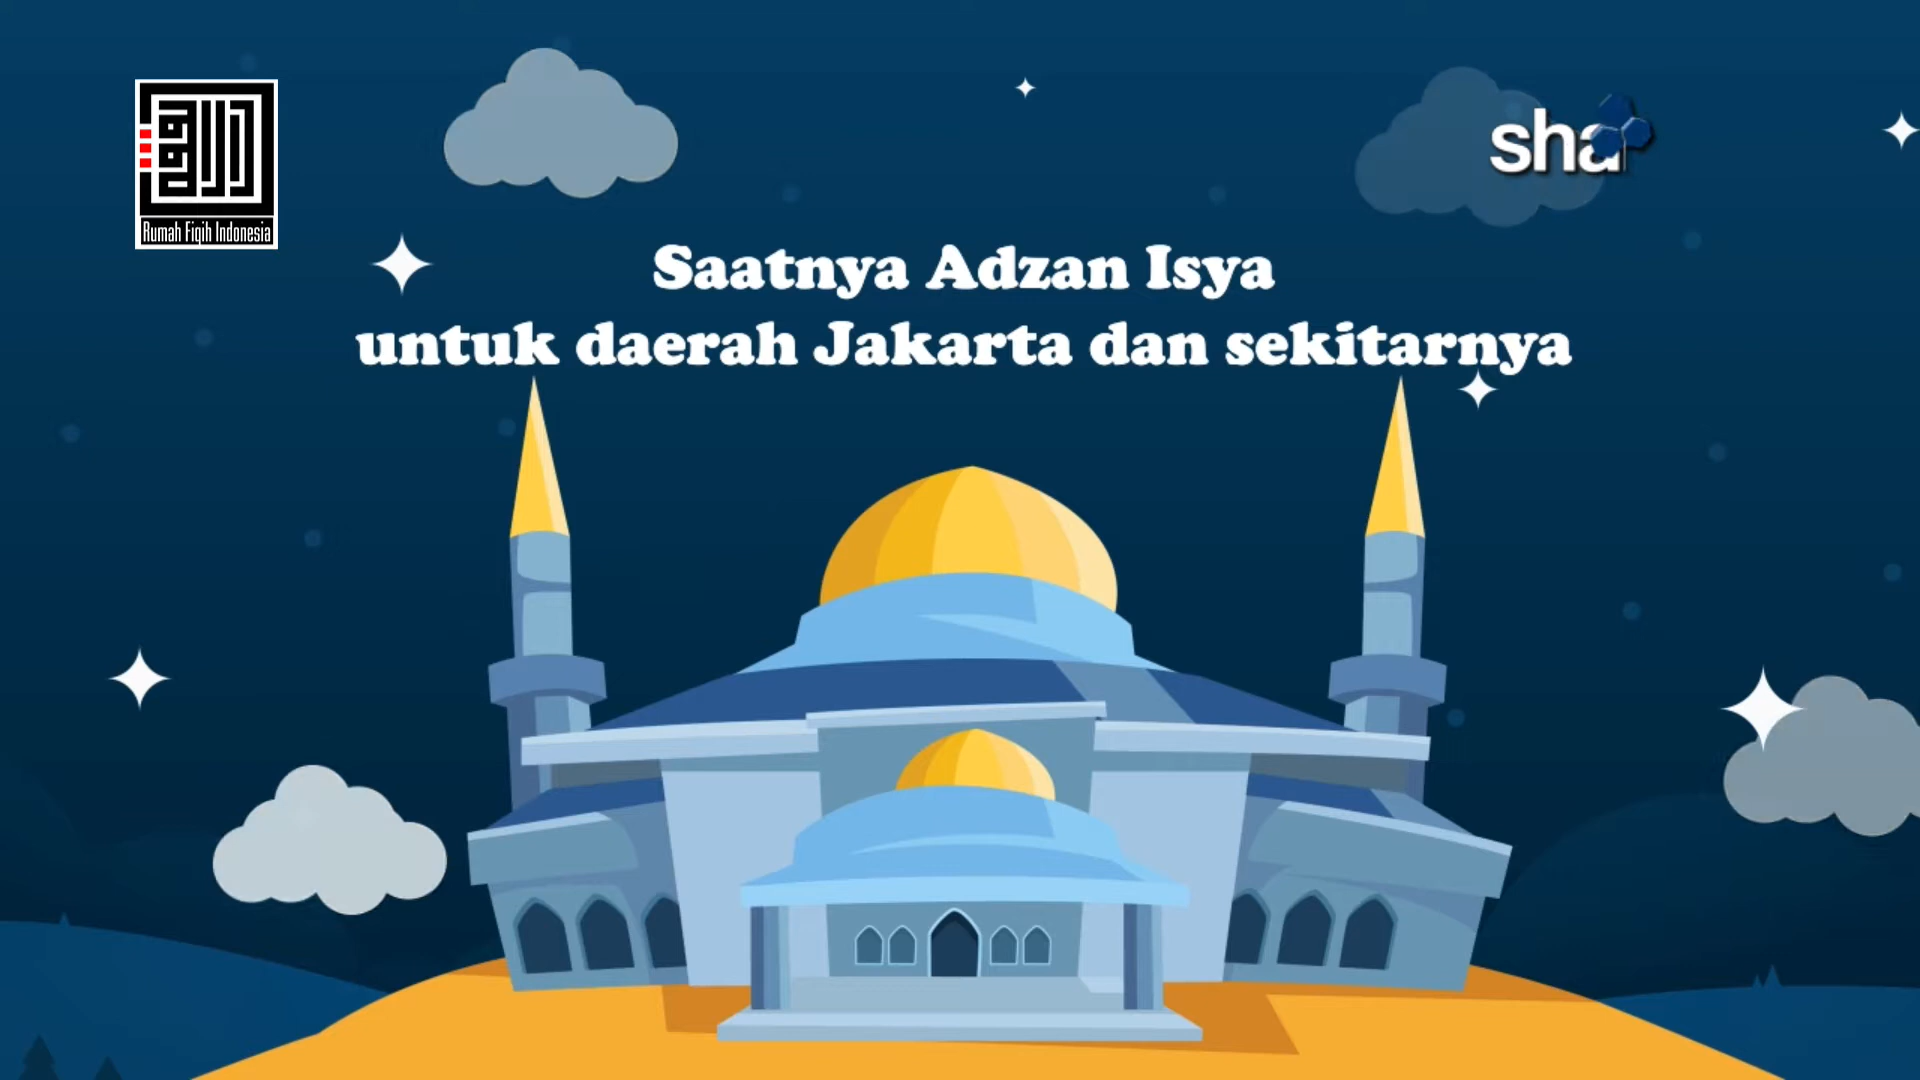 Rumah Fiqih Indonesia
sha
Saatnya Adzan Isya
untuk daerah Jakarta dan sekitarnya